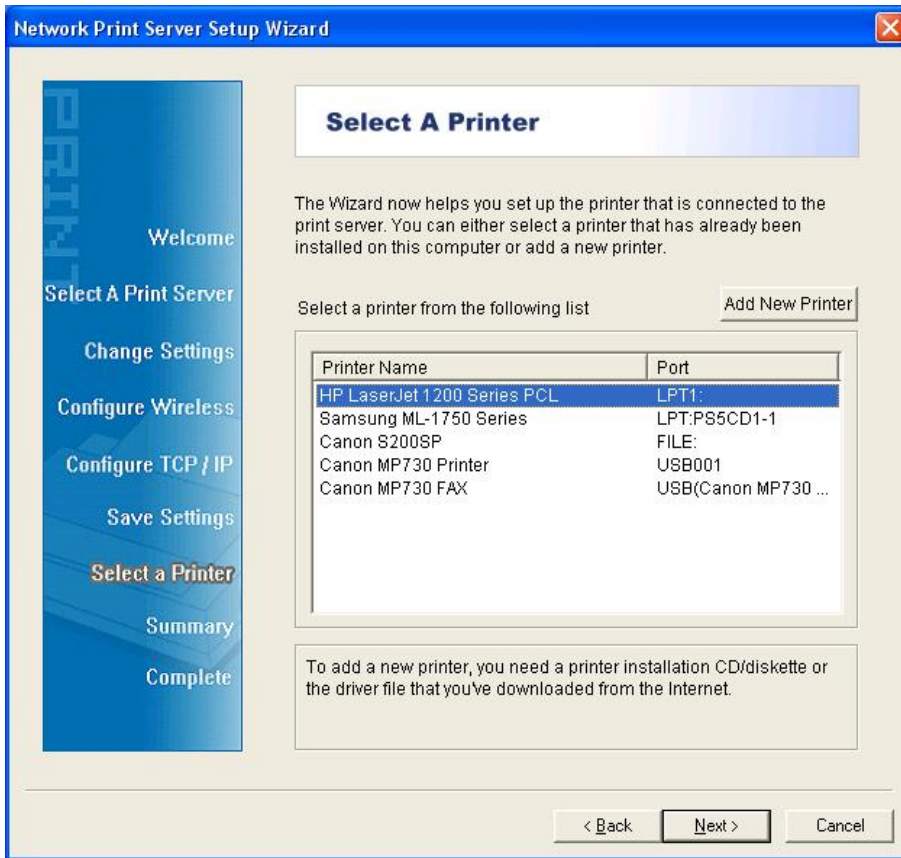 Network Print Server Setup Wizard
PRINT
Welcome
Select A Print Server
Change Settings
Configure Wireless
Configure TCP / IP
Save Settings
Select a Printer
Summary
Complete
Select A Printer
The Wizard now helps you set up the printer that is connected to the
print server. You can either select a printer that has already been
installed on this computer or add a new printer.
Select a printer from the following list
Add New Printer
Printer Name Port
HP LaserJet 1200 Series PCL LPT1:
Samsung ML-1750 Series LPT:PS5CD1-1
Canon S200SP FILE:
Canon MP730 Printer USB001
Canon MP730 FAX USB(Canon MP730 ...
To add a new printer, you need a printer installation CD/diskette or
the driver file that you've downloaded from the Internet.
< Back Next > Cancel